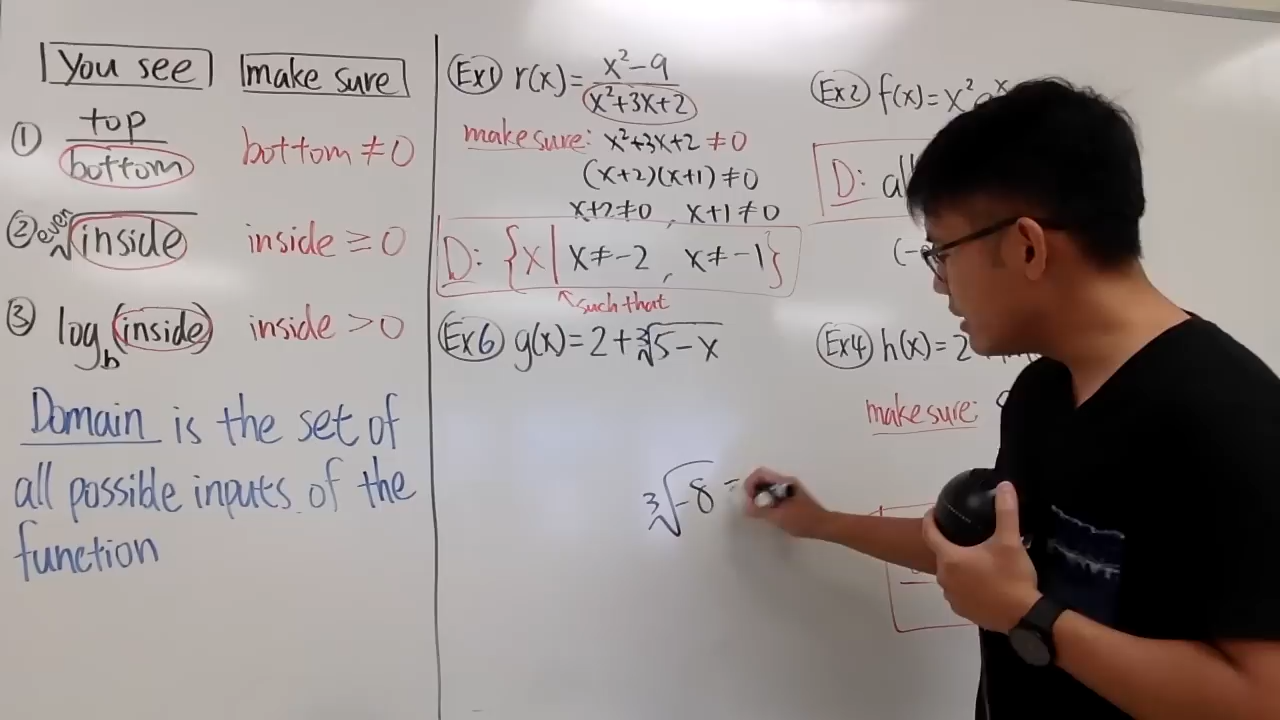 You see make sure
① top/bottom bottom ≠ 0
② even√inside inside ≥ 0
③ log_b(inside) inside > 0
Domain is the set of
all possible inputs of the
function
Ex1 r(x) = (x²-9)/(x²+3x+2)
make sure: x²+3x+2 ≠ 0
(x+2)(x+1) ≠ 0
x+2≠0 , x+1≠0
D: {x | x≠-2, x≠-1}
such that
Ex6 g(x) = 2+∛(5-x)
∛-8 =
Ex2 f(x) = x²
D:
(-
Ex4 h(x) = 2
make sure: